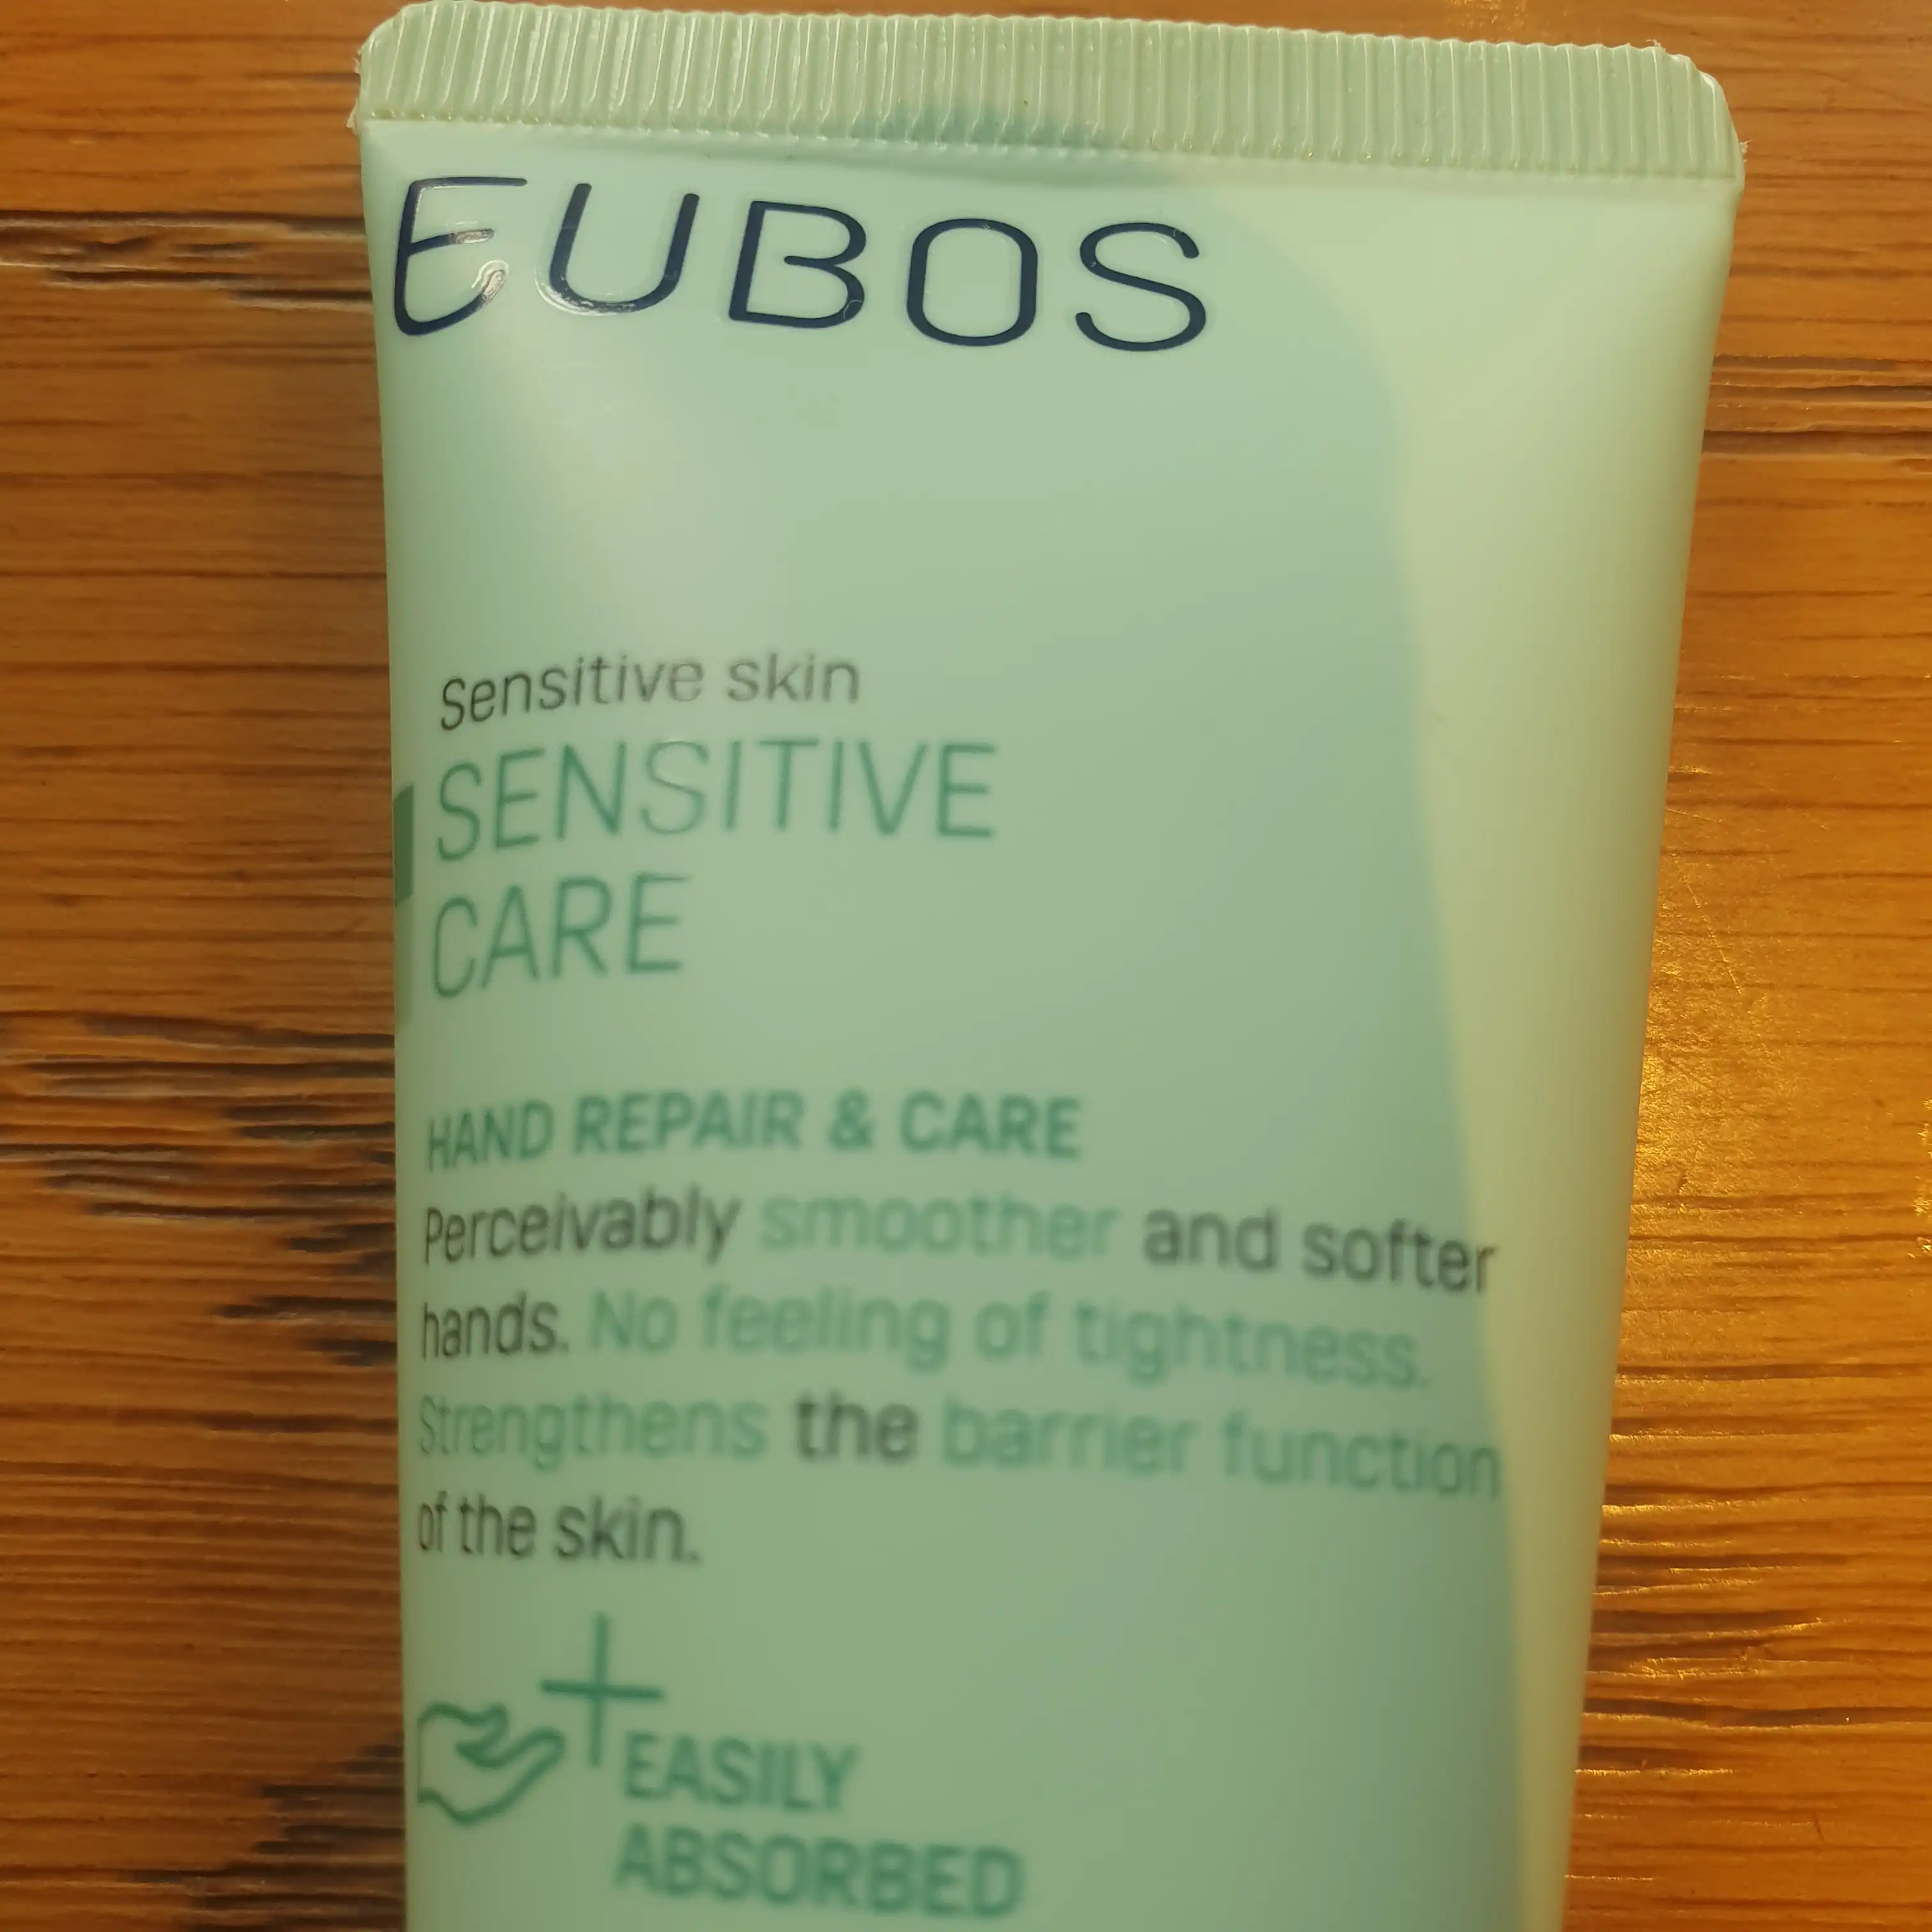 EUBOS
Sensitive skin
SENSITIVE
CARE
HAND REPAIR & CARE
Perceivably smoother and softer
hands. No feeling of tightness.
Strengthens the barrier function
of the skin.
EASILY
ABSORBED